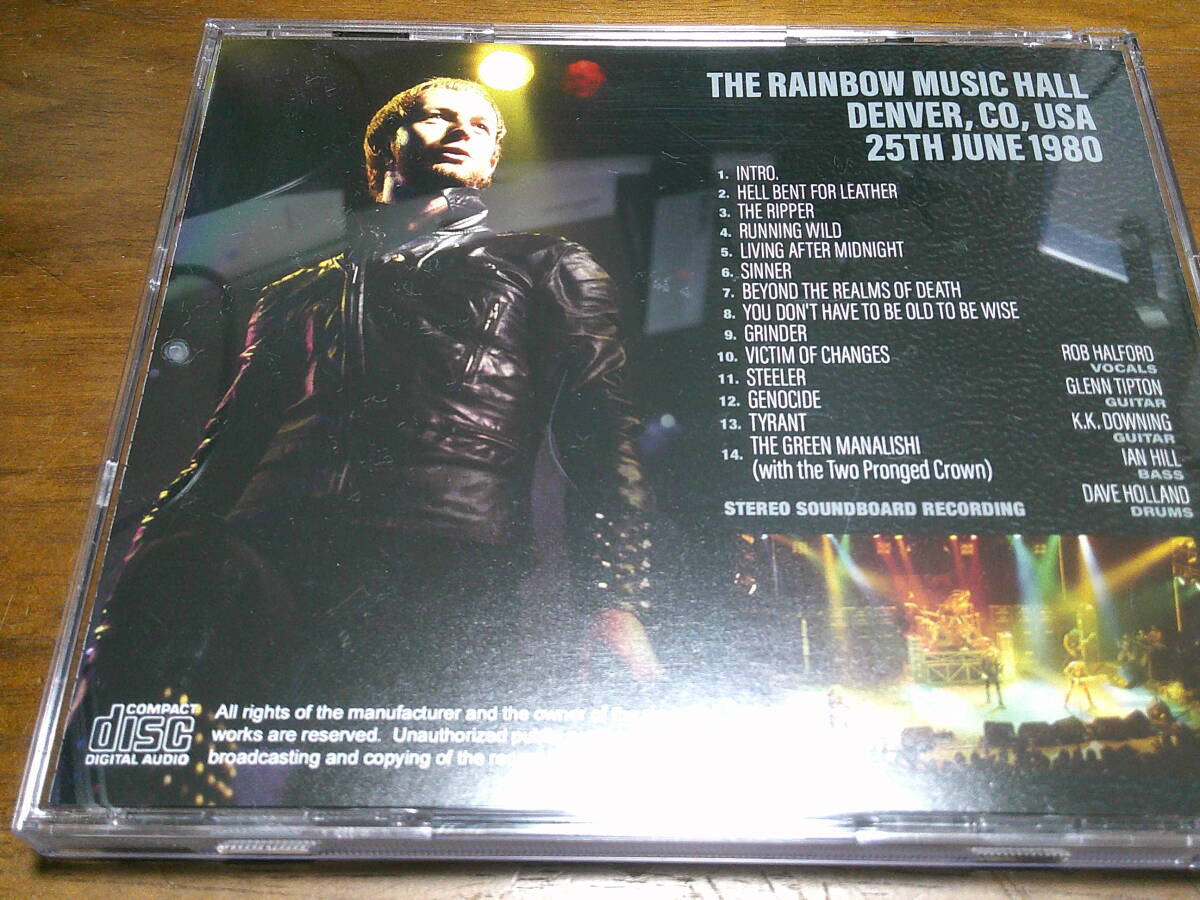 THE RAINBOW MUSIC HALL
DENVER, CO, USA
25TH JUNE 1980
1. INTRO.
2. HELL BENT FOR LEATHER
3. THE RIPPER
4. RUNNING WILD
5. LIVING AFTER MIDNIGHT
6. SINNER
7. BEYOND THE REALMS OF DEATH
8. YOU DON'T HAVE TO BE OLD TO BE WISE
9. GRINDER
10. VICTIM OF CHANGES
11. STEELER
12. GENOCIDE
13. TYRANT
14. THE GREEN MANALISHI
(with the Two Pronged Crown)
ROB HALFORD
VOCALS
GLENN TIPTON
GUITAR
K.K. DOWNING
GUITAR
IAN HILL
BASS
DAVE HOLLAND
DRUMS
STEREO SOUNDBOARD RECORDING
COMPACT
disc
DIGITAL AUDIO
All rights of the manufacturer and the owner of
works are reserved. Unauthorized
broadcasting and copying of the